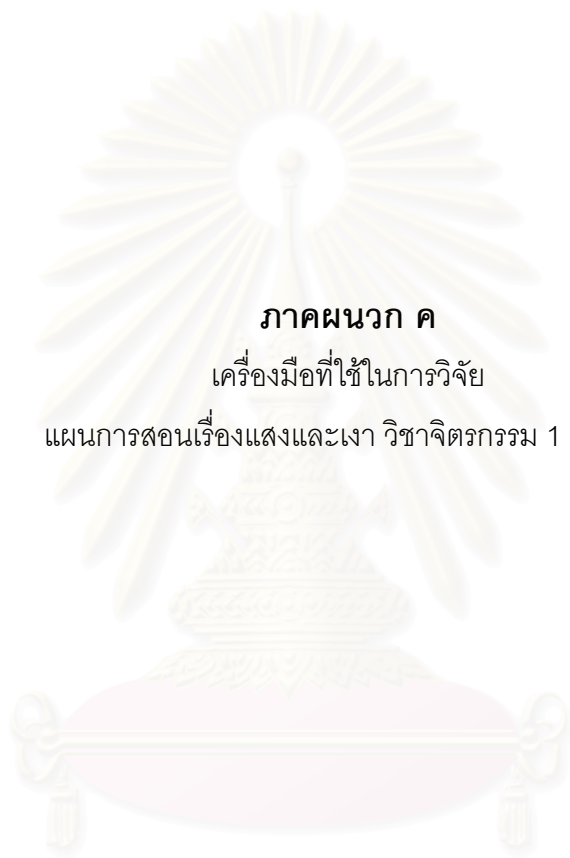 ภาคผนวก ค
เครื่องมือที่ใช้ในการวิจัย
แผนการสอนเรื่องแสงและเงา วิชาจิตรกรรม 1